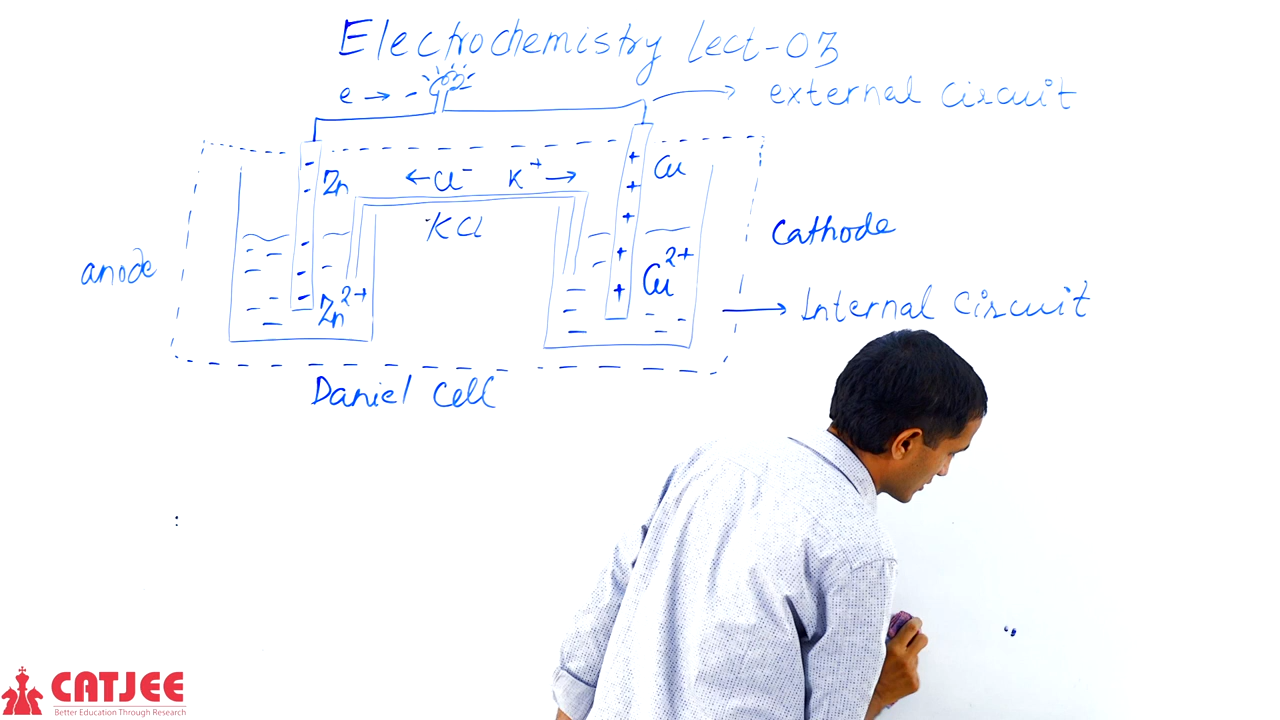 Electrochemistry Lect-03
e → -
external Circuit
Zn
← Cl⁻ K⁺ →
Cu
KCl
Cathode
anode
Zn²⁺
Cu²⁺
Internal Circuit
Daniel Cell
CATJEE
Better Education Through Research